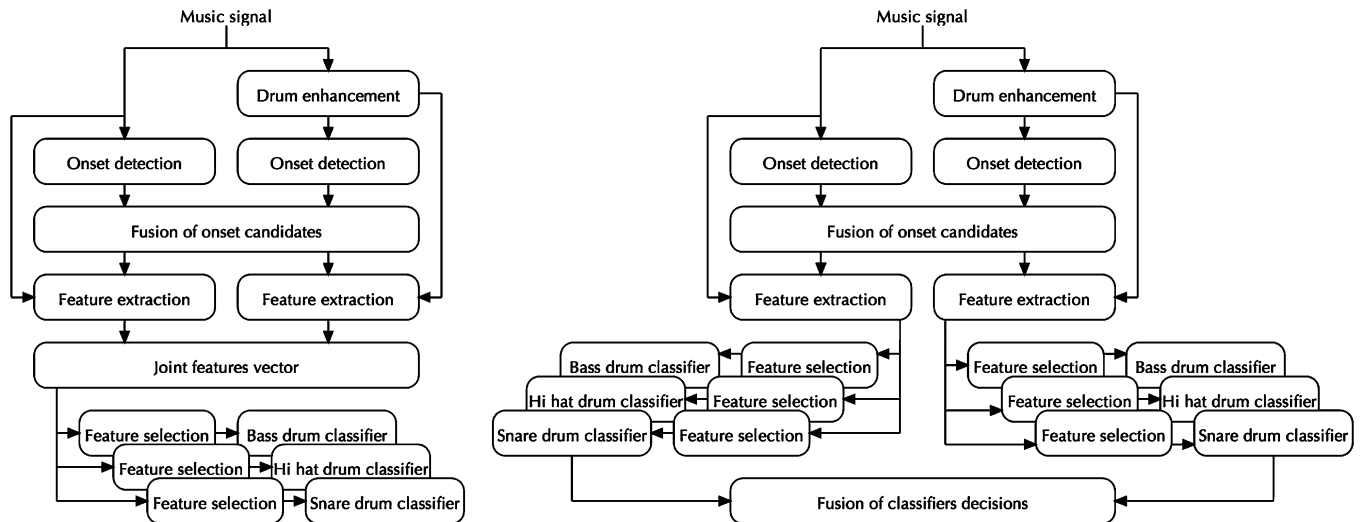 Music signal
Drum enhancement
Onset detection
Onset detection
Fusion of onset candidates
Feature extraction
Feature extraction
Joint features vector
Feature selection
Bass drum classifier
Feature selection
Hi hat drum classifier
Feature selection
Snare drum classifier
Music signal
Drum enhancement
Onset detection
Onset detection
Fusion of onset candidates
Feature extraction
Feature extraction
Bass drum classifier
Feature selection
Feature selection
Bass drum classifier
Hi hat drum classifier
Feature selection
Feature selection
Hi hat drum classifier
Snare drum classifier
Feature selection
Feature selection
Snare drum classifier
Fusion of classifiers decisions